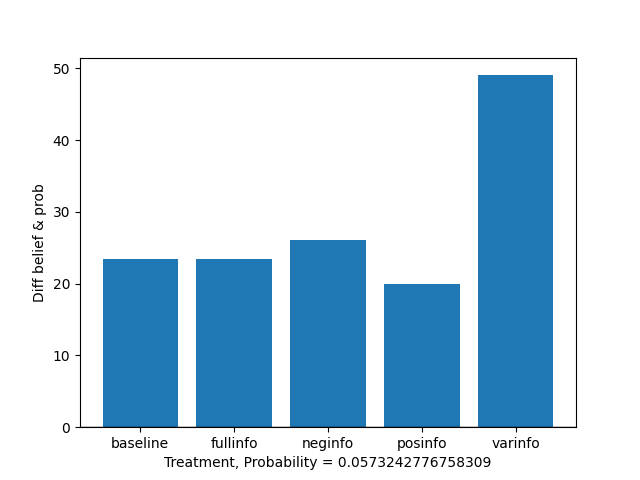 50
40
30
20
10
0
Diff belief & prob
baseline fullinfo neginfo posinfo varinfo
Treatment, Probability = 0.0573242776758309